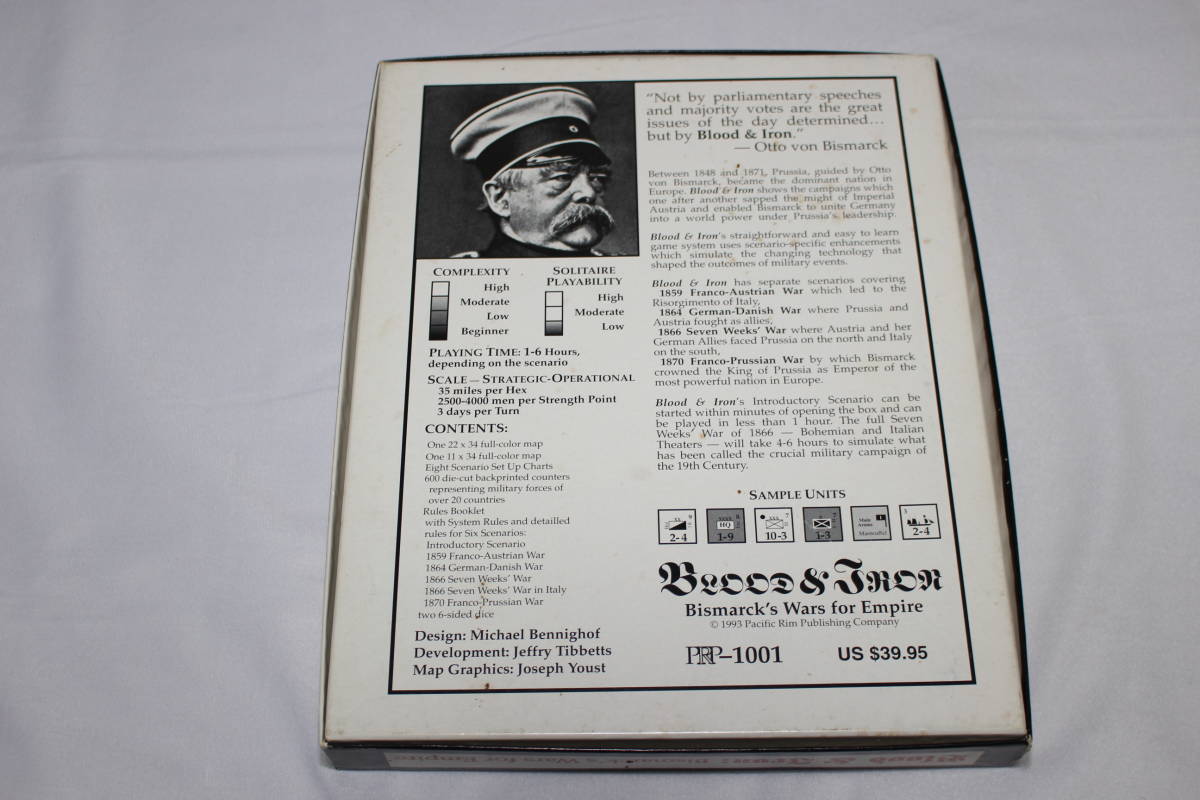 "Not by parliamentary speeches
and majority votes are the great
issues of the day determined...
but by Blood & Iron."
— Otto von Bismarck
Between 1848 and 1871, Prussia, guided by Otto
von Bismarck, became the dominant nation in
Europe. Blood & Iron shows the campaigns which
one after another sapped the might of Imperial
Austria and enabled Bismarck to unite Germany
into a world power under Prussia's leadership.
Blood & Iron's straightforward and easy to learn
game system uses scenario-specific enhancements
which simulate the changing technology that
shaped the outcomes of military events.
Blood & Iron has separate scenarios covering
1859 Franco-Austrian War which led to the
Risorgimento of Italy,
1864 German-Danish War where Prussia and
Austria fought as allies,
1866 Seven Weeks' War where Austria and her
German Allies faced Prussia on the north and Italy
on the south,
1870 Franco-Prussian War by which Bismarck
crowned the King of Prussia as Emperor of the
most powerful nation in Europe.
Blood & Iron's Introductory Scenario can be
started within minutes of opening the box and can
be played in less than 1 hour. The full Seven
Weeks' War of 1866 — Bohemian and Italian
Theaters — will take 4-6 hours to simulate what
has been called the crucial military campaign of
the 19th Century.
COMPLEXITY
High
Moderate
Low
Beginner
SOLITAIRE
PLAYABILITY
High
Moderate
Low
PLAYING TIME: 1-6 Hours,
depending on the scenario
SCALE — STRATEGIC-OPERATIONAL
35 miles per Hex
2500-4000 men per Strength Point
3 days per Turn
CONTENTS:
One 22 x 34 full-color map
One 11 x 34 full-color map
Eight Scenario Set Up Charts
600 die-cut backprinted counters
representing military forces of
over 20 countries
Rules Booklet
with System Rules and detailled
rules for Six Scenarios:
Introductory Scenario
1859 Franco-Austrian War
1864 German-Danish War
1866 Seven Weeks' War
1866 Seven Weeks' War in Italy
1870 Franco-Prussian War
two 6-sided dice
Design: Michael Bennighof
Development: Jeffry Tibbetts
Map Graphics: Joseph Youst
SAMPLE UNITS
2-4
HQ
1-9
10-3
1-3
2-4
BLOOD & IRON
Bismarck's Wars for Empire
© 1993 Pacific Rim Publishing Company
PRP–1001
US $39.95
Blood & Iron: Bismarck's Wars for Empire